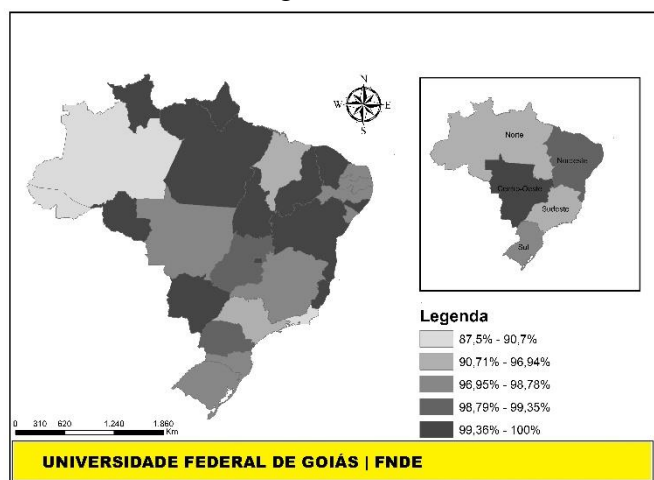 N
W E
S
Norte
Nordeste
Centro-Oeste
Sudeste
Sul
Legenda
87,5% - 90,7%
90,71% - 96,94%
96,95% - 98,78%
98,79% - 99,35%
99,36% - 100%
0 310 620 1.240 1.860
Km
UNIVERSIDADE FEDERAL DE GOIÁS | FNDE